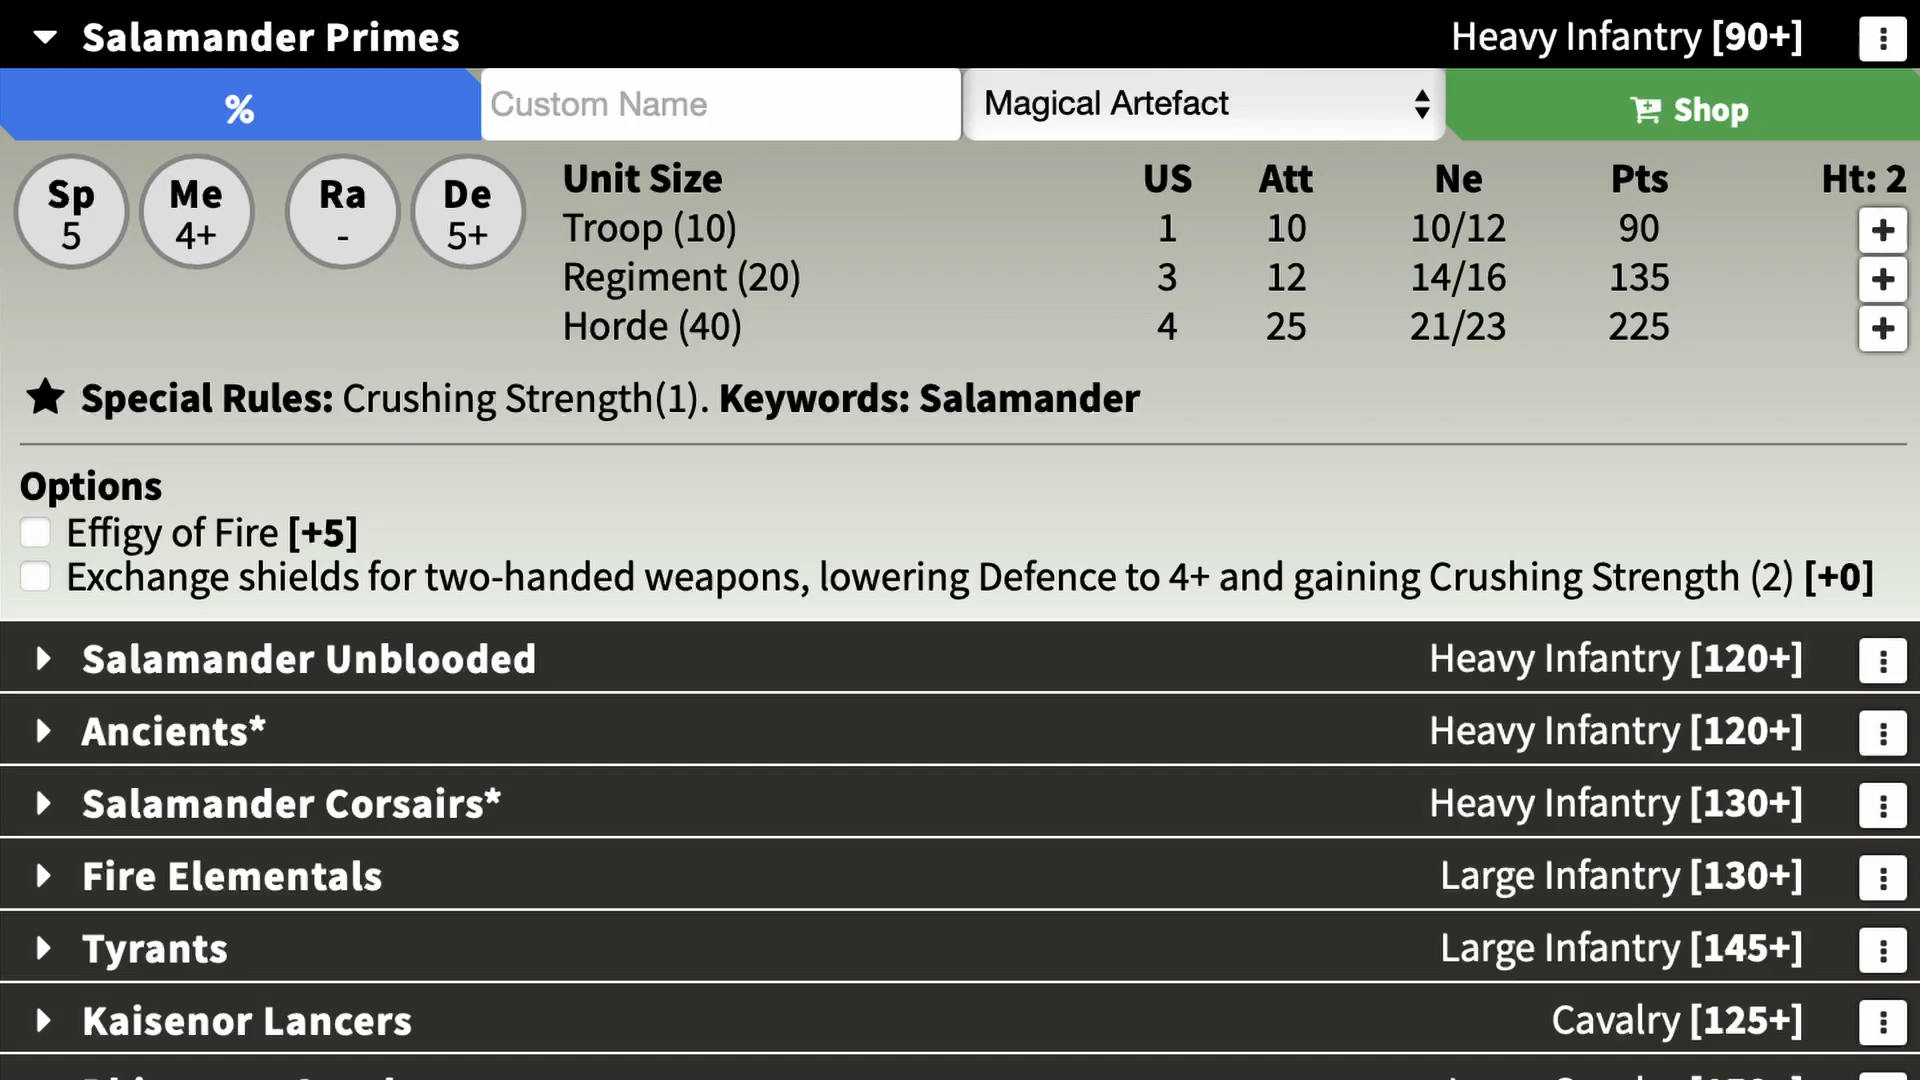 Salamander Primes Heavy Infantry [90+]
% Custom Name Magical Artefact Shop
Sp 5 Me 4+ Ra - De 5+
Unit Size US Att Ne Pts Ht: 2
Troop (10) 1 10 10/12 90 +
Regiment (20) 3 12 14/16 135 +
Horde (40) 4 25 21/23 225 +
Special Rules: Crushing Strength(1). Keywords: Salamander
Options
Effigy of Fire [+5]
Exchange shields for two-handed weapons, lowering Defence to 4+ and gaining Crushing Strength (2) [+0]
Salamander Unblooded Heavy Infantry [120+]
Ancients* Heavy Infantry [120+]
Salamander Corsairs* Heavy Infantry [130+]
Fire Elementals Large Infantry [130+]
Tyrants Large Infantry [145+]
Kaisenor Lancers Cavalry [125+]